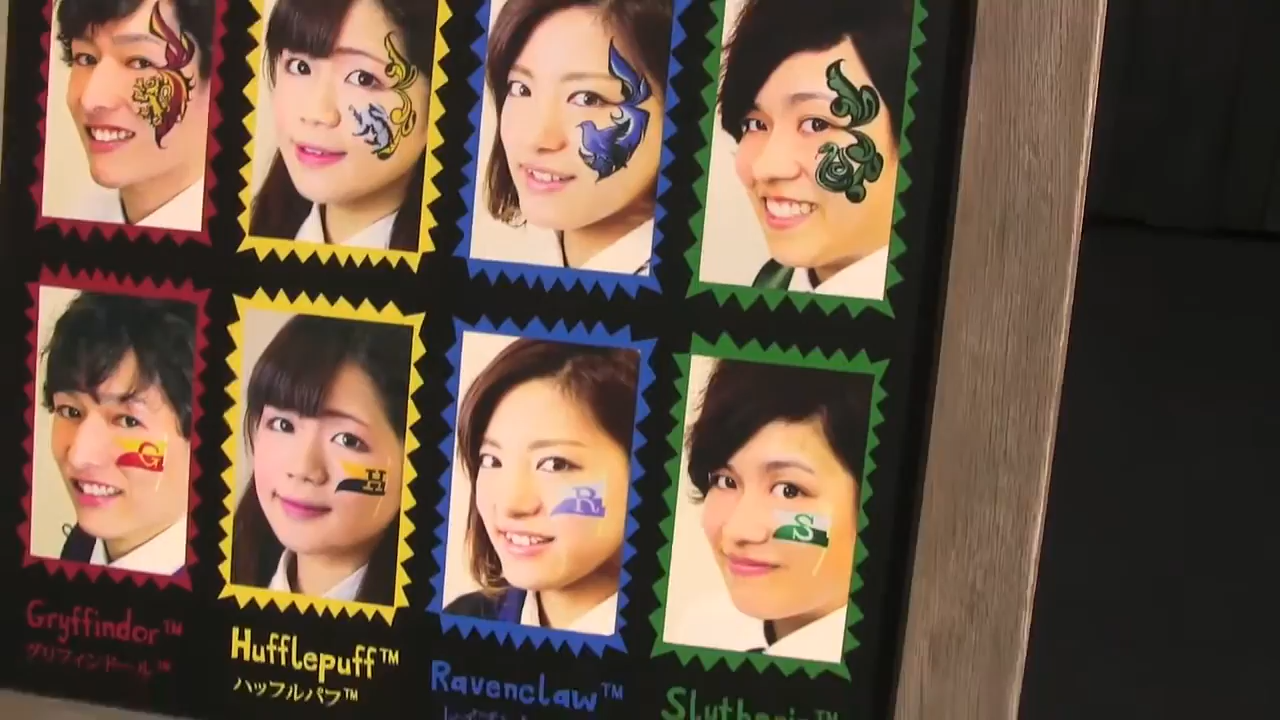 G
H
R
S
Gryffindor™
グリフィンドール™
Hufflepuff™
ハッフルパフ™
Ravenclaw™
Slytherin™